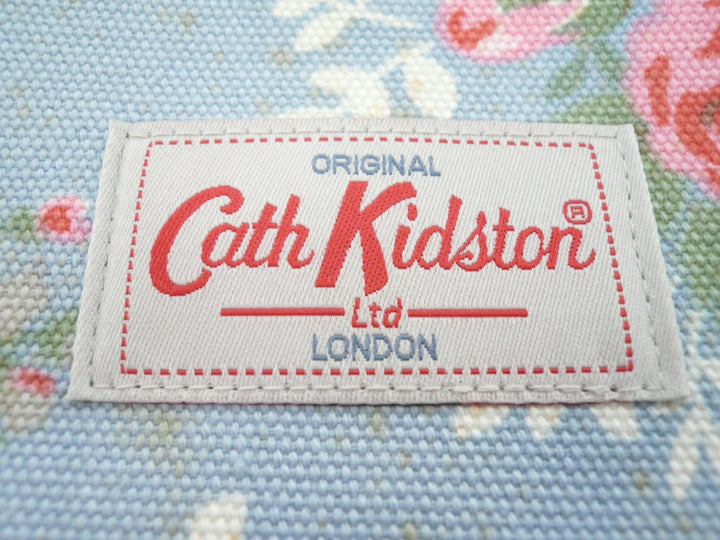 ORIGINAL
Cath Kidston®
Ltd
LONDON